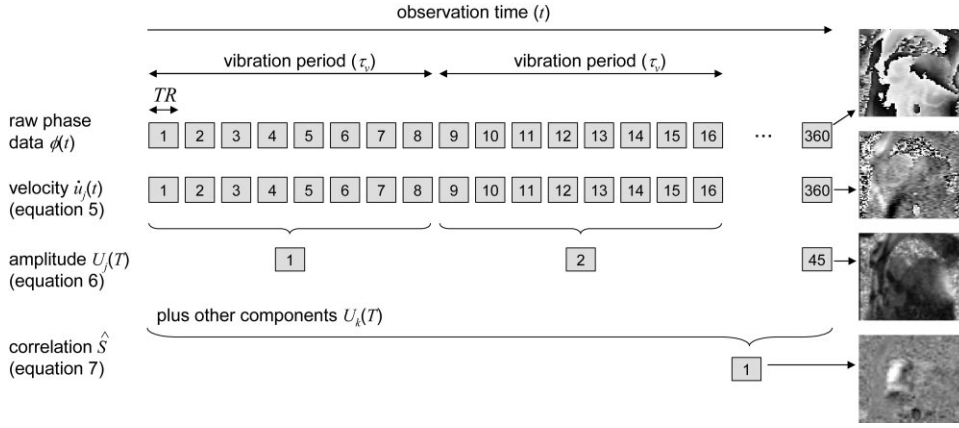 observation time (t)
vibration period (τᵥ) vibration period (τᵥ)
TR
raw phase
data ϕ(t)
1 2 3 4 5 6 7 8 9 10 11 12 13 14 15 16 ... 360
velocity u̇ⱼ(t)
(equation 5)
1 2 3 4 5 6 7 8 9 10 11 12 13 14 15 16 360
amplitude Uⱼ(T)
(equation 6)
1 2 45
plus other components Uₖ(T)
correlation Ŝ
(equation 7)
1